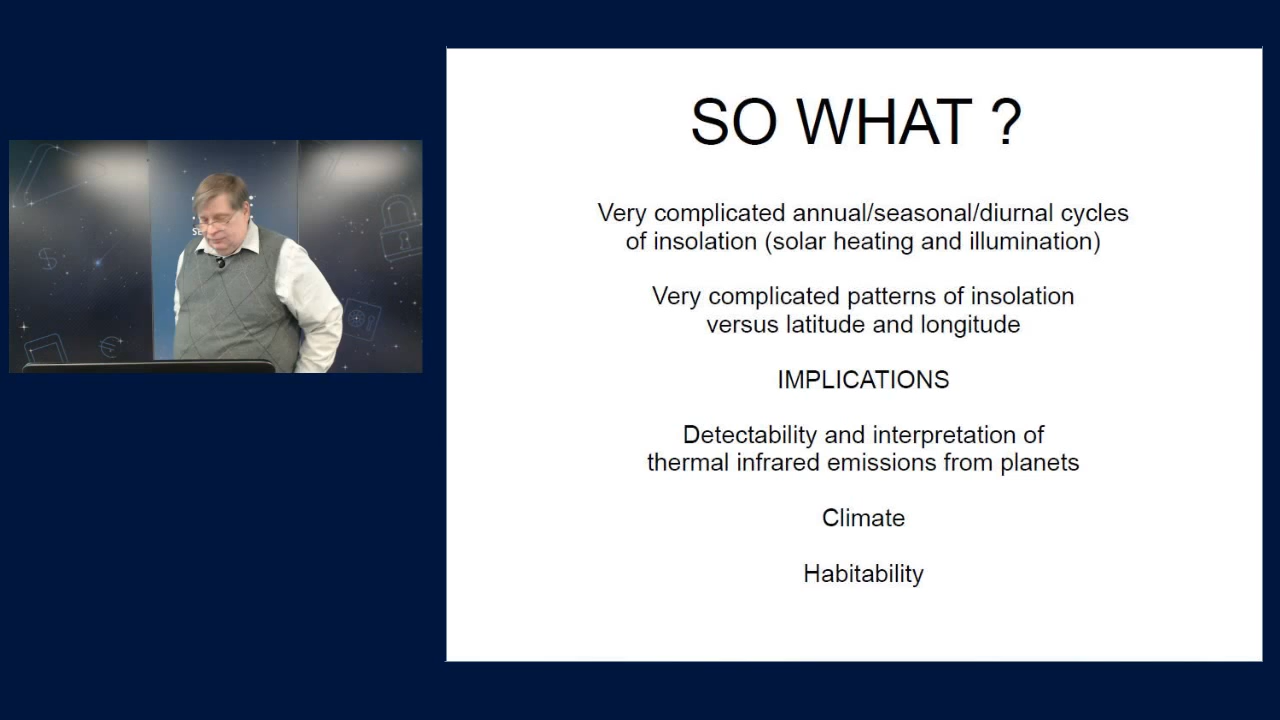 SO WHAT ?
Very complicated annual/seasonal/diurnal cycles
of insolation (solar heating and illumination)
Very complicated patterns of insolation
versus latitude and longitude
IMPLICATIONS
Detectability and interpretation of
thermal infrared emissions from planets
Climate
Habitability